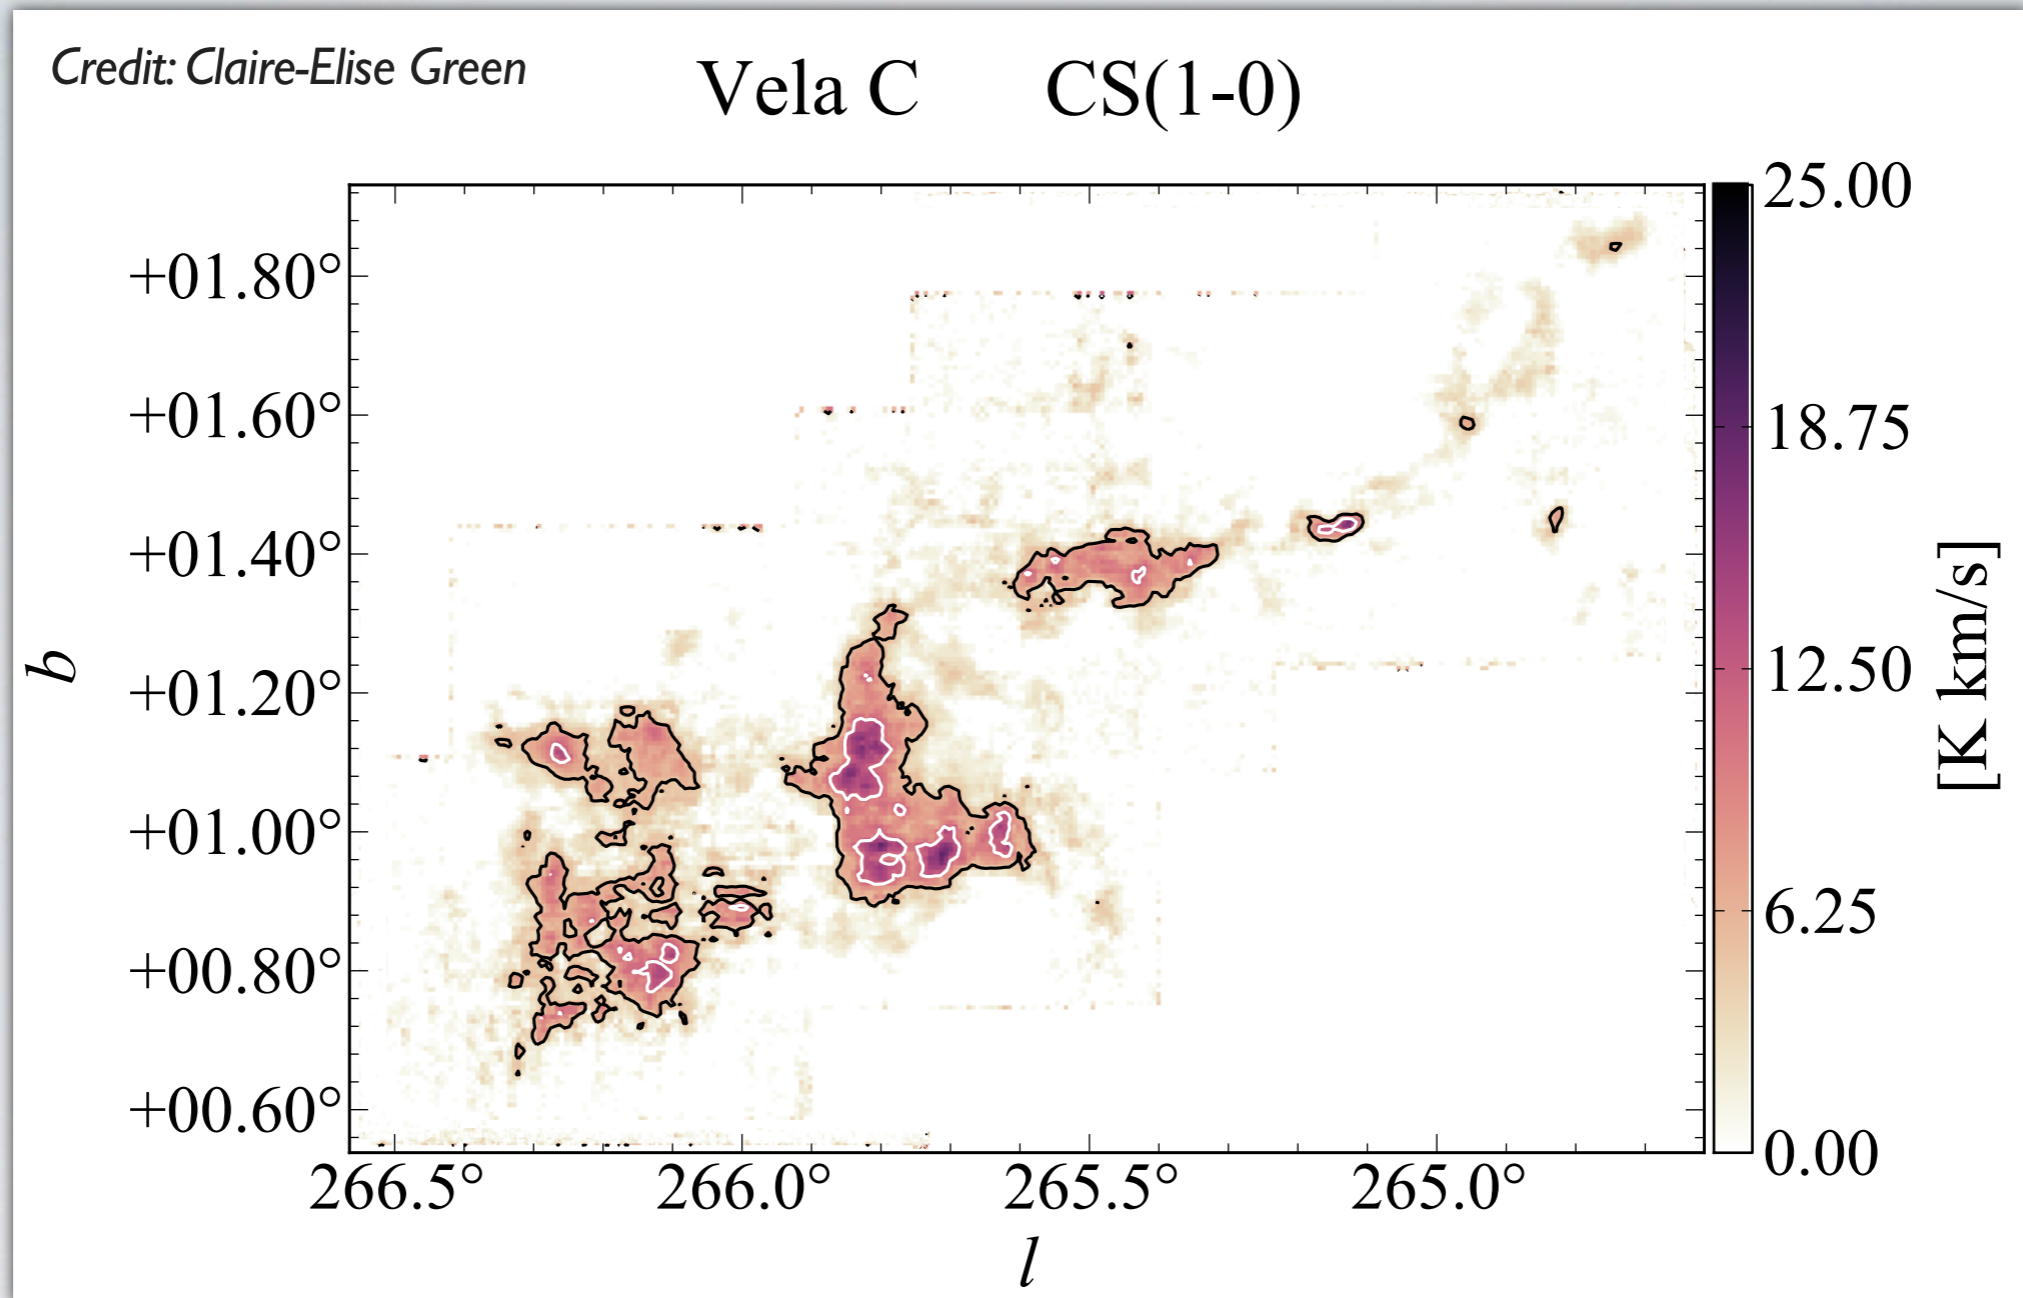 Credit: Claire-Elise Green
Vela C CS(1-0)
+01.80°
+01.60°
+01.40°
+01.20°
+01.00°
+00.80°
+00.60°
b
266.5° 266.0° 265.5° 265.0°
l
25.00
18.75
12.50
6.25
0.00
[K km/s]